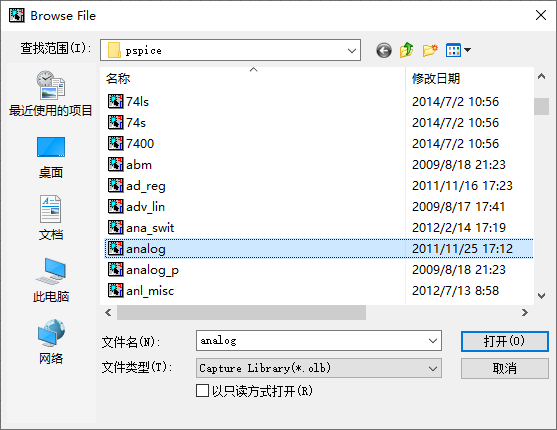 Browse File
查找范围(I): pspice
名称 修改日期
74ls 2014/7/2 10:56
74s 2014/7/2 10:56
7400 2014/7/2 10:56
abm 2009/8/18 21:23
ad_reg 2011/11/16 17:23
adv_lin 2009/8/17 17:41
ana_swit 2012/2/14 17:19
analog 2011/11/25 17:12
analog_p 2009/8/18 21:23
anl_misc 2012/7/13 8:58
最近使用的项目
桌面
文档
此电脑
网络
文件名(N): analog 打开(O)
文件类型(T): Capture Library(*.olb) 取消
以只读方式打开(R)